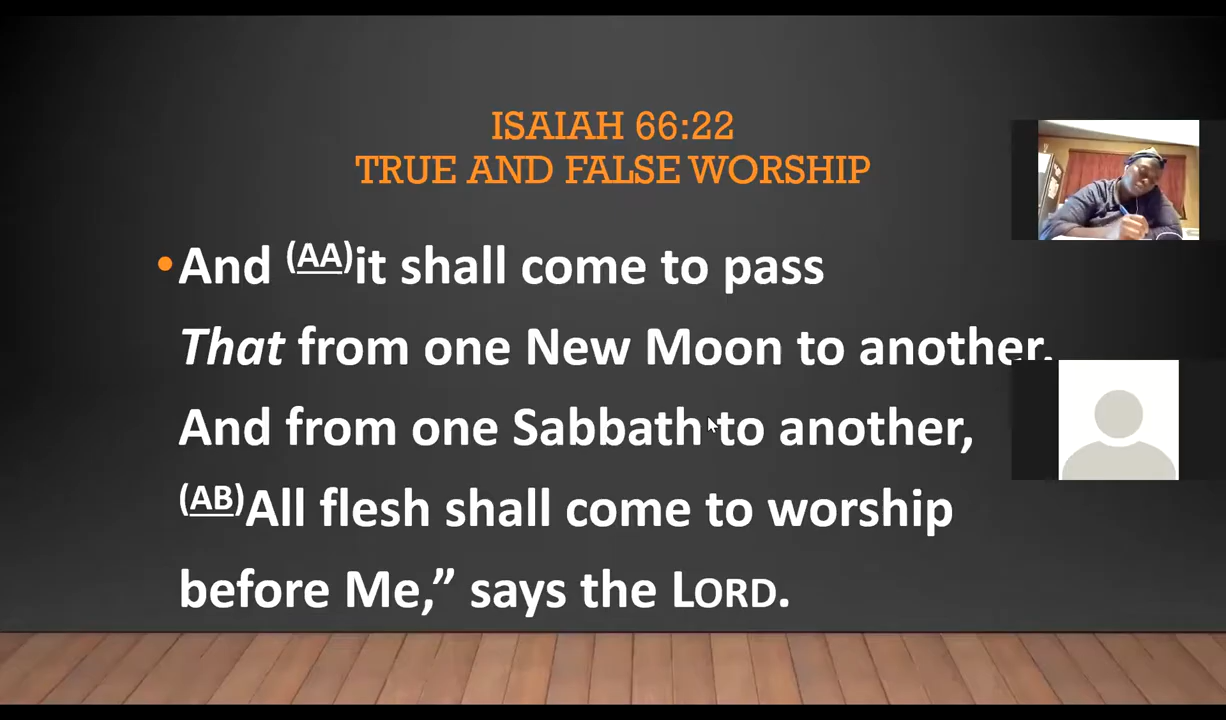 ISAIAH 66:22
TRUE AND FALSE WORSHIP
•And (AA)it shall come to pass
That from one New Moon to another,
And from one Sabbath to another,
(AB)All flesh shall come to worship
before Me,” says the LORD.